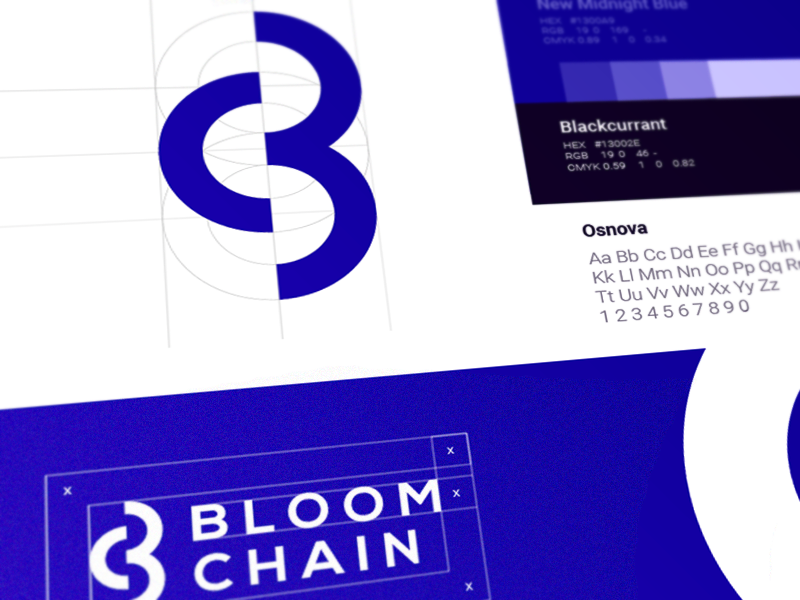 New Midnight Blue
HEX #1300A9
RGB 19 0 169 -
CMYK 0.89 1 0 0.34
Blackcurrant
HEX #13002E
RGB 19 0 46 -
CMYK 0.59 1 0 0.82
Osnova
Aa Bb Cc Dd Ee Ff Gg Hh
Kk Ll Mm Nn Oo Pp Qq Rr
Tt Uu Vv Ww Xx Yy Zz
1 2 3 4 5 6 7 8 9 0
x
x
x
x
BLOOM
CHAIN